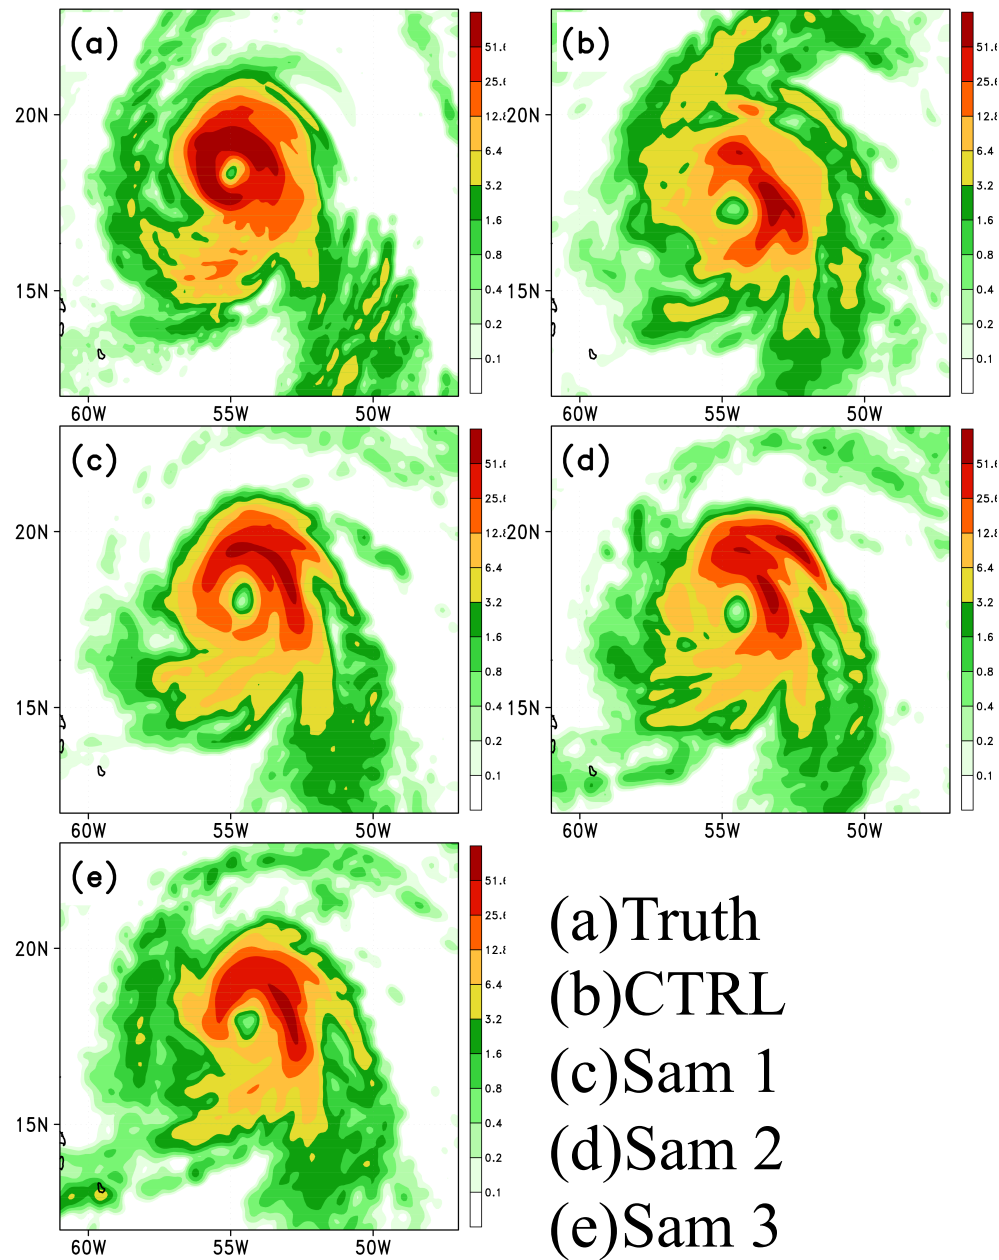 (a)
51.6
25.6
12.8
6.4
3.2
1.6
0.8
0.4
0.2
0.1
20N
15N
60W 55W 50W
(b)
51.6
25.6
12.8
6.4
3.2
1.6
0.8
0.4
0.2
0.1
20N
15N
60W 55W 50W
(c)
51.6
25.6
12.8
6.4
3.2
1.6
0.8
0.4
0.2
0.1
20N
15N
60W 55W 50W
(d)
51.6
25.6
12.8
6.4
3.2
1.6
0.8
0.4
0.2
0.1
20N
15N
60W 55W 50W
(e)
51.6
25.6
12.8
6.4
3.2
1.6
0.8
0.4
0.2
0.1
20N
15N
60W 55W 50W
(a)Truth
(b)CTRL
(c)Sam 1
(d)Sam 2
(e)Sam 3